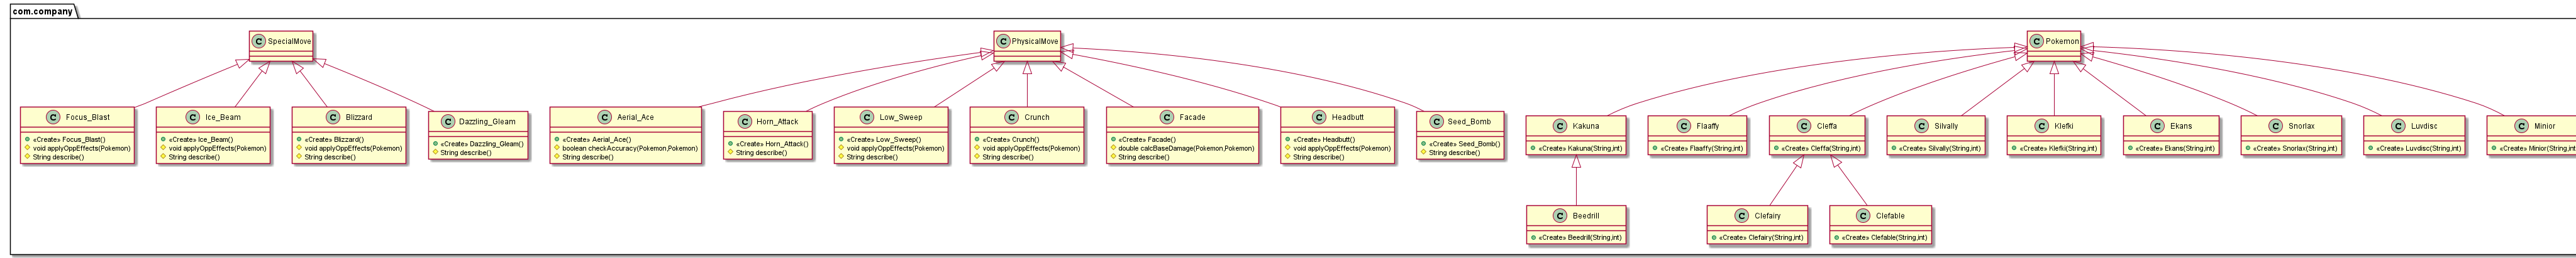 com.company
C SpecialMove
C PhysicalMove
C Pokemon
C Focus_Blast
«Create» Focus_Blast()
void applyOppEffects(Pokemon)
String describe()
C Ice_Beam
«Create» Ice_Beam()
void applyOppEffects(Pokemon)
String describe()
C Blizzard
«Create» Blizzard()
void applyOppEffects(Pokemon)
String describe()
C Dazzling_Gleam
«Create» Dazzling_Gleam()
String describe()
C Aerial_Ace
«Create» Aerial_Ace()
boolean checkAccuracy(Pokemon,Pokemon)
String describe()
C Horn_Attack
«Create» Horn_Attack()
String describe()
C Low_Sweep
«Create» Low_Sweep()
void applyOppEffects(Pokemon)
String describe()
C Crunch
«Create» Crunch()
void applyOppEffects(Pokemon)
String describe()
C Facade
«Create» Facade()
double calcBaseDamage(Pokemon,Pokemon)
String describe()
C Headbutt
«Create» Headbutt()
void applyOppEffects(Pokemon)
String describe()
C Seed_Bomb
«Create» Seed_Bomb()
String describe()
C Kakuna
«Create» Kakuna(String,int)
C Flaaffy
«Create» Flaaffy(String,int)
C Cleffa
«Create» Cleffa(String,int)
C Silvally
«Create» Silvally(String,int)
C Klefki
«Create» Klefki(String,int)
C Ekans
«Create» Ekans(String,int)
C Snorlax
«Create» Snorlax(String,int)
C Luvdisc
«Create» Luvdisc(String,int)
C Minior
«Create» Minior(String,int
C Beedrill
«Create» Beedrill(String,int)
C Clefairy
«Create» Clefairy(String,int)
C Clefable
«Create» Clefable(String,int)